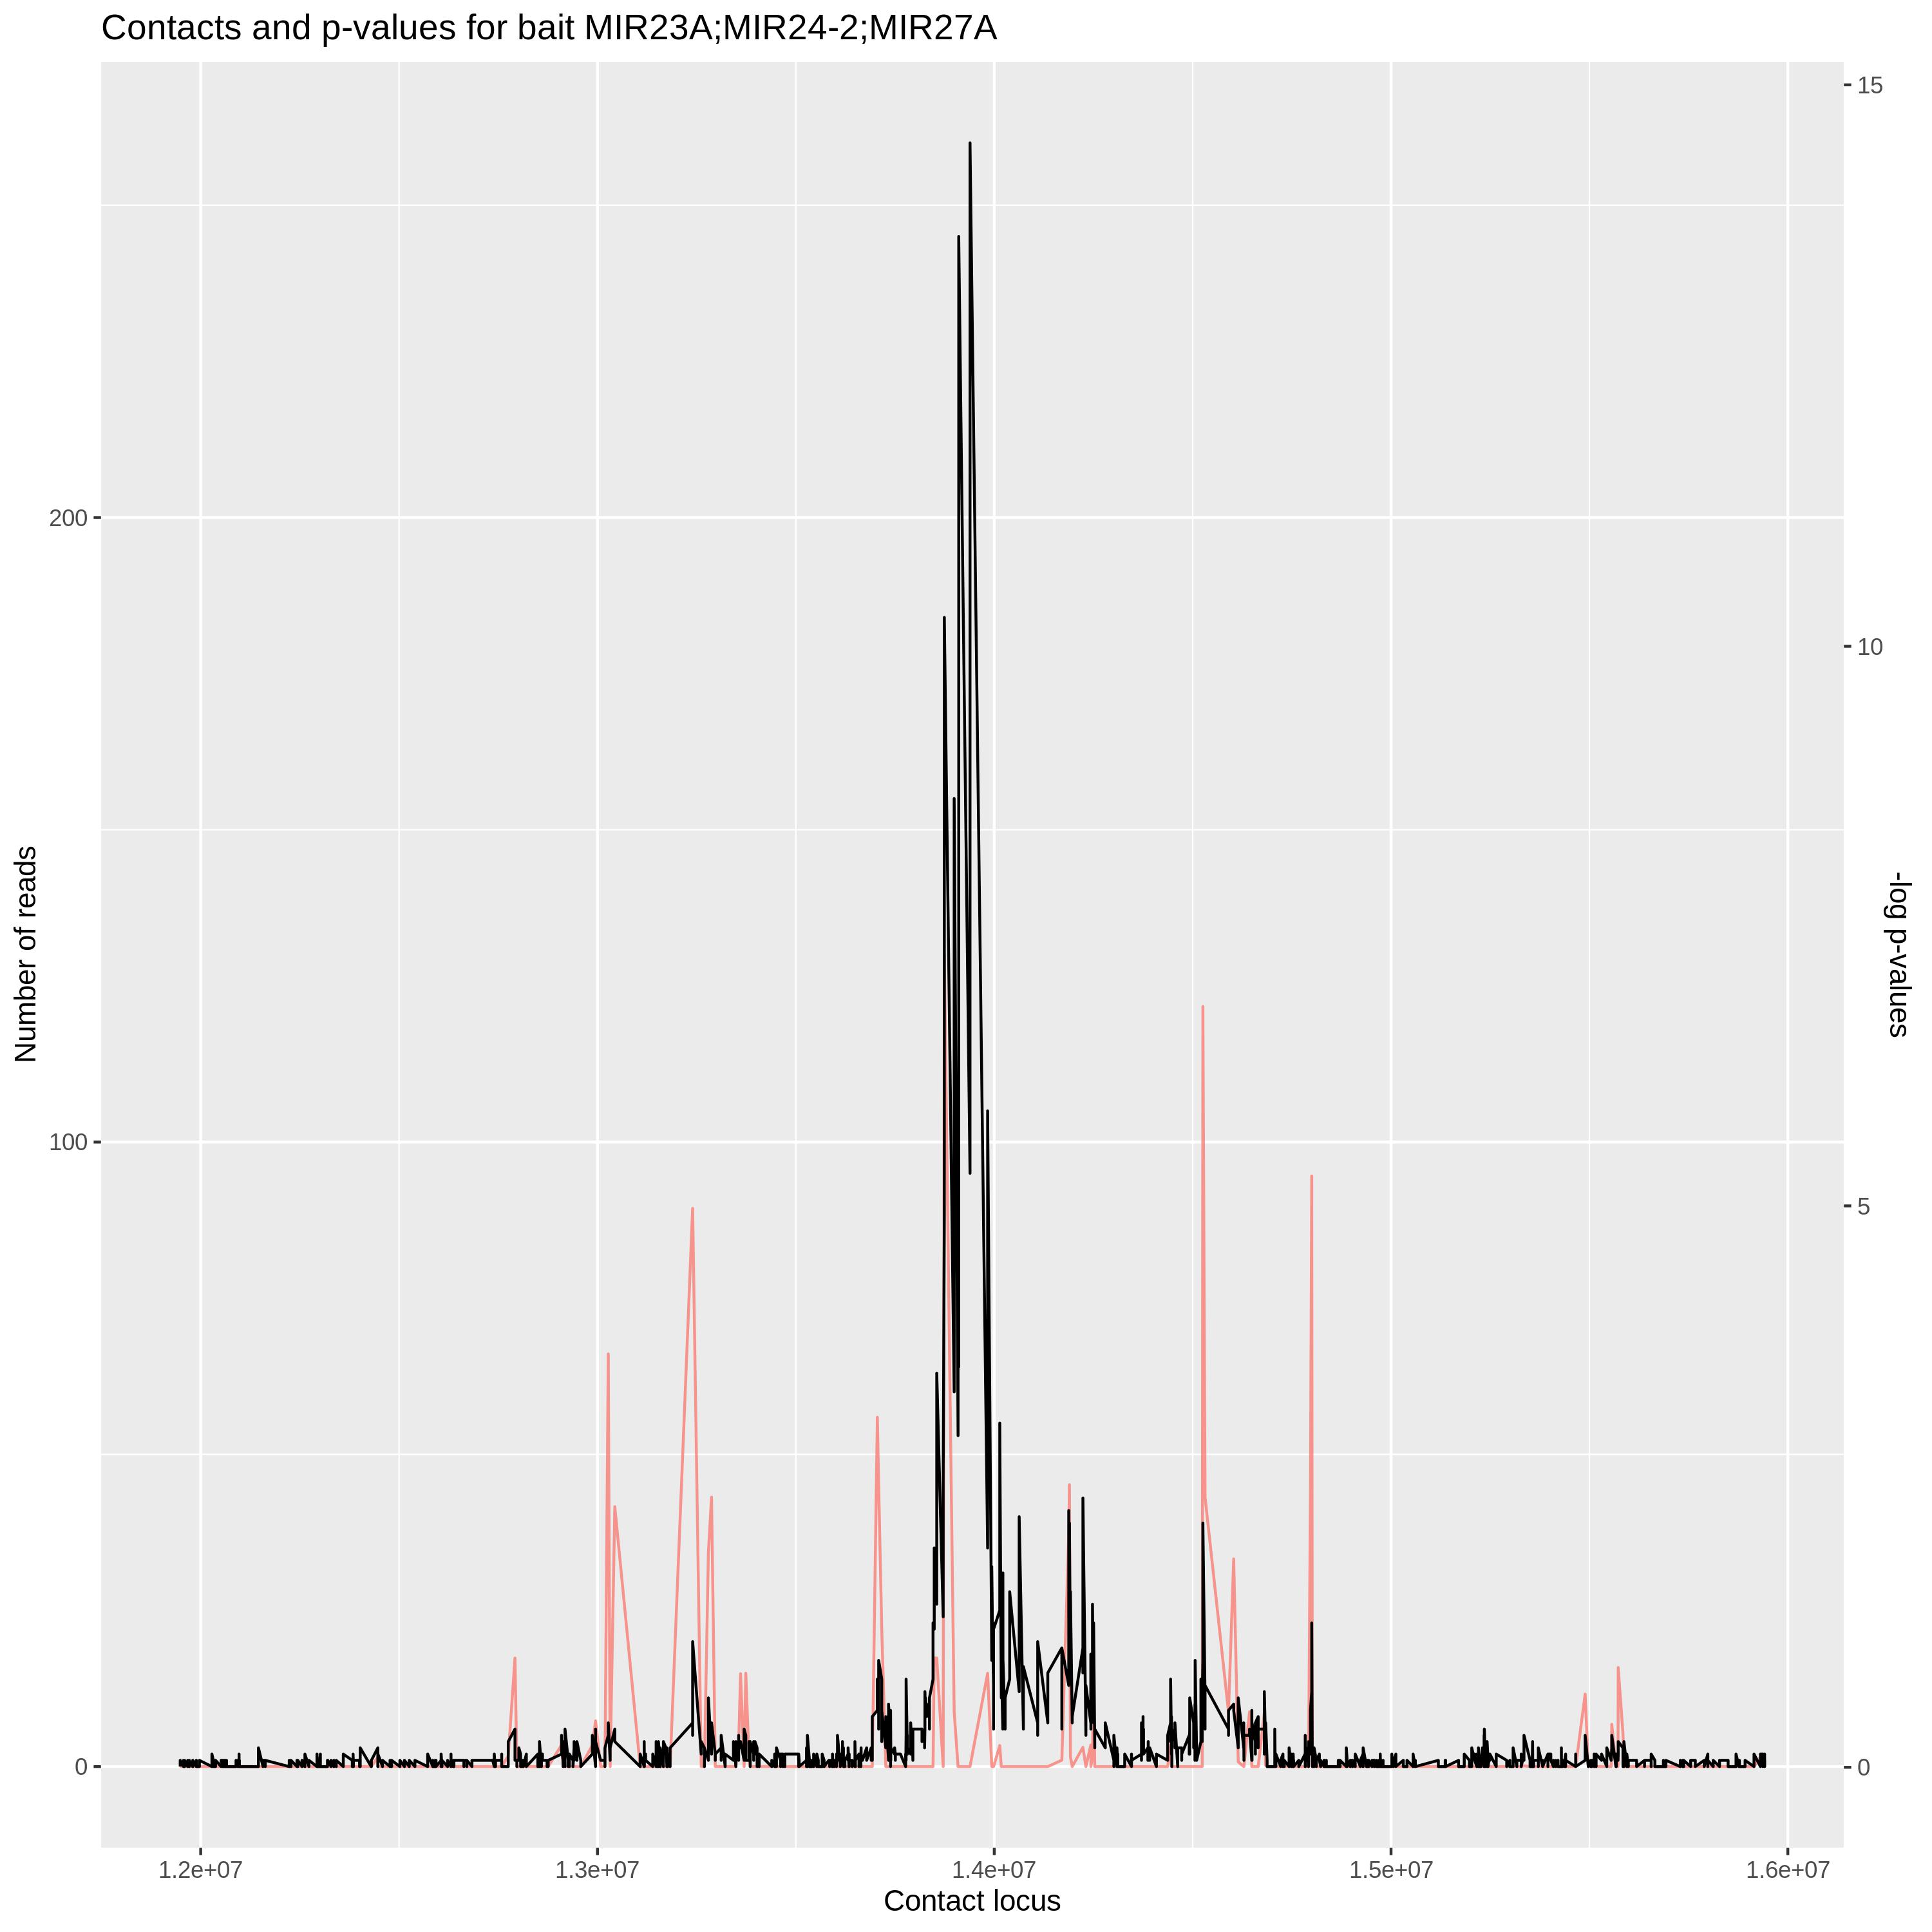 Contacts and p-values for bait MIR23A;MIR24-2;MIR27A
15
200
10
Number of reads
-log p-values
100
5
0
0
1.2e+07
1.3e+07
1.4e+07
1.5e+07
1.6e+07
Contact locus